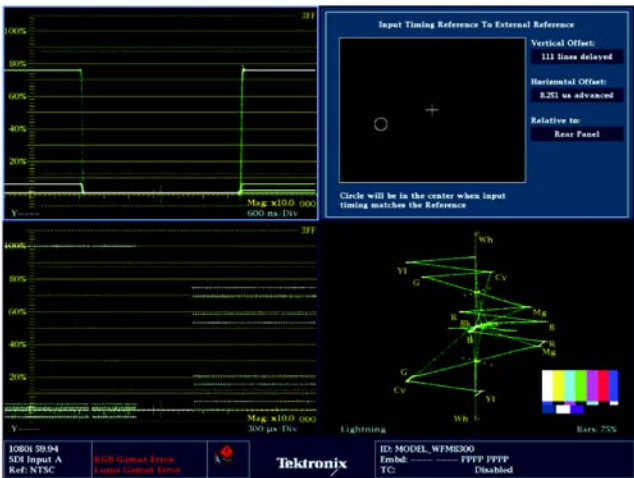 3FF
100%
80%
60%
40%
20%
Mag: x10.0 000
Y------ 600 ns/Div
Input Timing Reference To External Reference
Vertical Offset:
111 lines delayed
Horizontal Offset:
8.251 us advanced
Relative to:
Rear Panel
Circle will be in the center when input
timing matches the Reference
3FF
100%
80%
60%
40%
20%
Mag: x10.0 000
Y------ 300 µs/Div
Wh
Yl Cy
G
R Mg
Bk B
B R
Mg
G
Cy Yl
Wh
Lightning Bars: 75%
1080i 59.94
SDI Input A
Ref: NTSC
RGB Gamut Error
Luma Gamut Error
Tektronix
ID: MODEL_WFM8300
Embd: ---- ---- PPPP PPPP
TC: Disabled